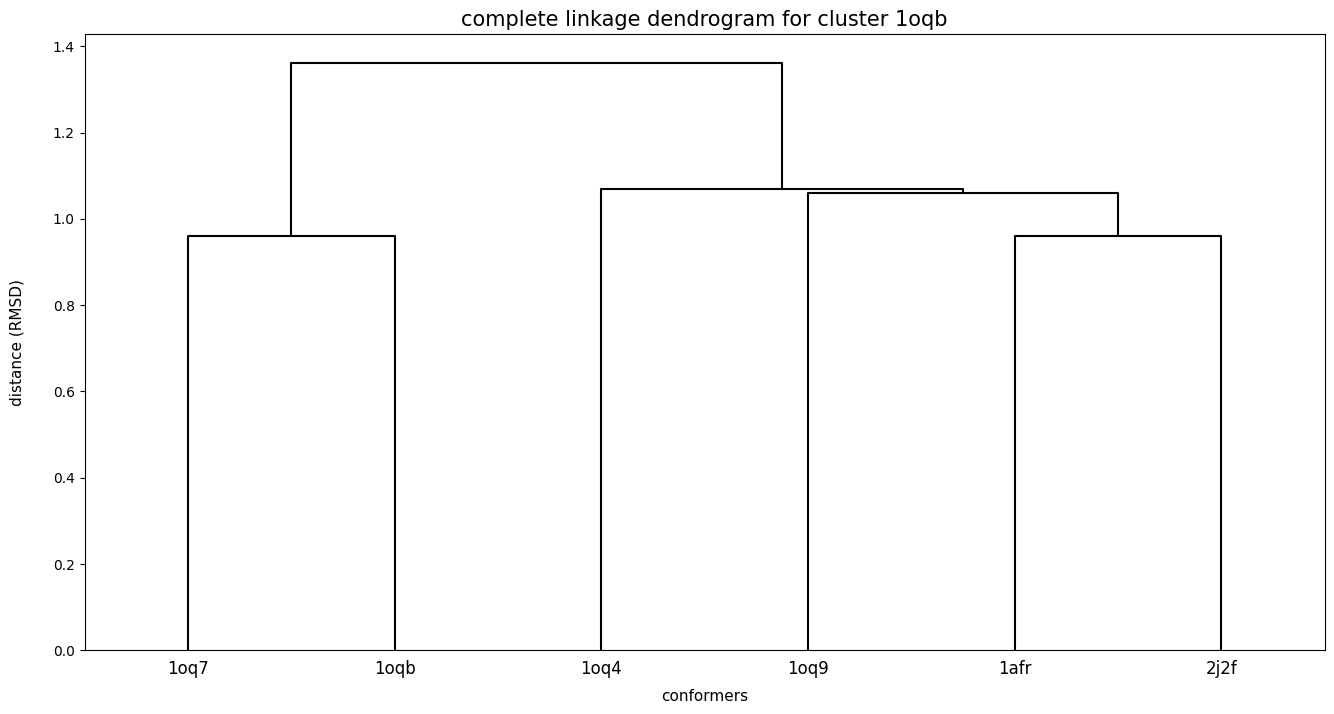 complete linkage dendrogram for cluster 1oqb
1.4
1.2
1.0
0.8
0.6
0.4
0.2
0.0
distance (RMSD)
1oq7 1oqb 1oq4 1oq9 1afr 2j2f
conformers